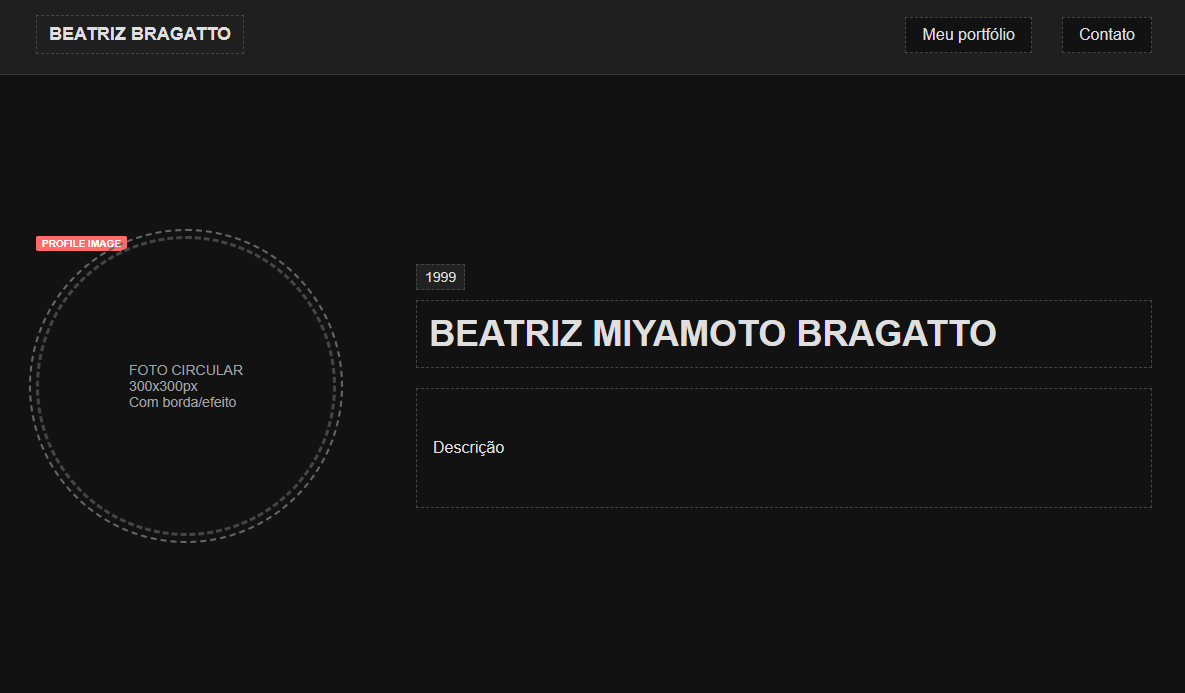 BEATRIZ BRAGATTO
Meu portfólio
Contato
PROFILE IMAGE
FOTO CIRCULAR
300x300px
Com borda/efeito
1999
BEATRIZ MIYAMOTO BRAGATTO
Descrição